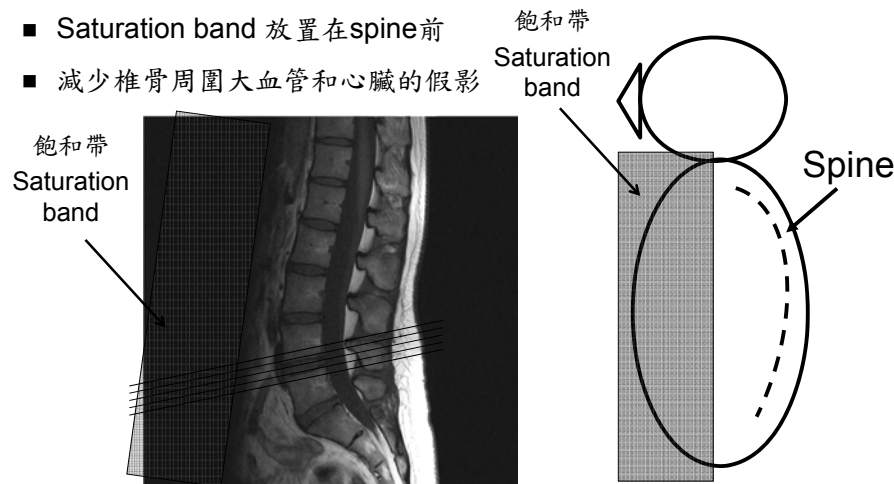 ■ Saturation band 放置在spine前
■ 減少椎骨周圍大血管和心臟的假影
飽和帶
Saturation
band
飽和帶
Saturation
band
Spine